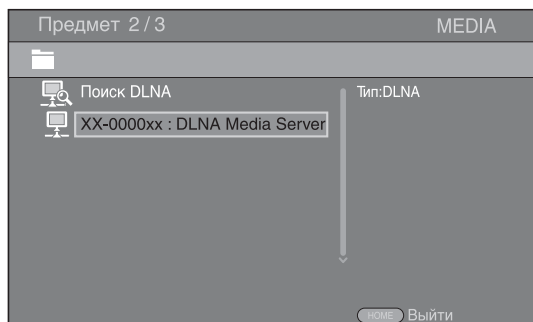 Предмет 2/3 MEDIA
Поиск DLNA Тип:DLNA
XX-0000xx : DLNA Media Server
HOME Выйти